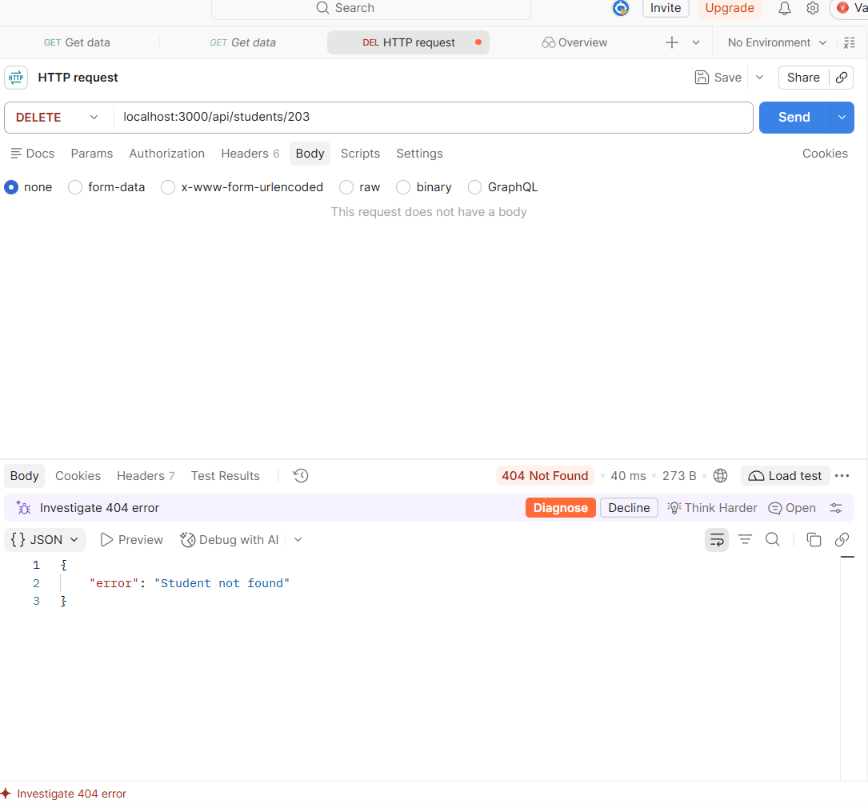 Search
Invite
Upgrade
Va
GET Get data
GET Get data
DEL HTTP request
Overview
No Environment
HTTP
HTTP request
Save
Share
DELETE
localhost:3000/api/students/203
Send
Docs
Params
Authorization
Headers 6
Body
Scripts
Settings
Cookies
none
form-data
x-www-form-urlencoded
raw
binary
GraphQL
This request does not have a body
Body
Cookies
Headers 7
Test Results
404 Not Found
40 ms
273 B
Load test
Investigate 404 error
Diagnose
Decline
Think Harder
Open
{} JSON
Preview
Debug with AI
1 {
2 "error": "Student not found"
3 }
Investigate 404 error